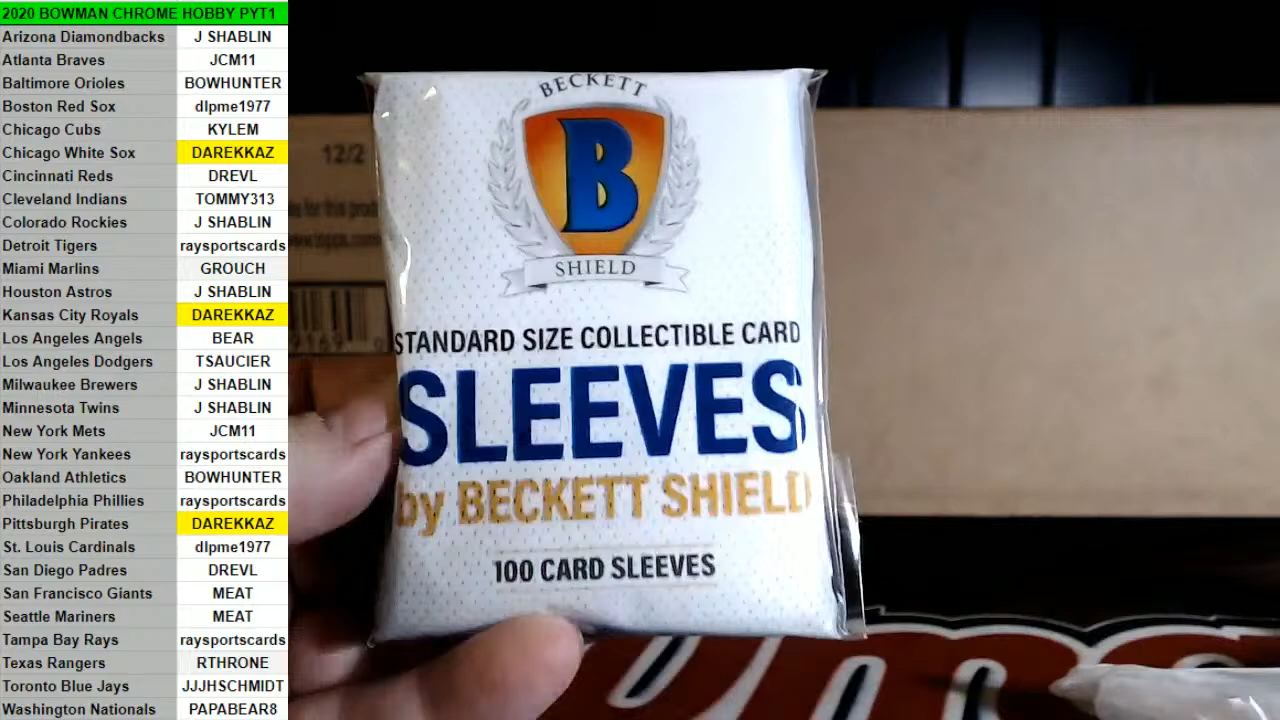 2020 BOWMAN CHROME HOBBY PYT1
Arizona Diamondbacks J SHABLIN
Atlanta Braves JCM11
Baltimore Orioles BOWHUNTER
Boston Red Sox dlpme1977
Chicago Cubs KYLEM
Chicago White Sox DAREKKAZ
Cincinnati Reds DREVL
Cleveland Indians TOMMY313
Colorado Rockies J SHABLIN
Detroit Tigers raysportscards
Miami Marlins GROUCH
Houston Astros J SHABLIN
Kansas City Royals DAREKKAZ
Los Angeles Angels BEAR
Los Angeles Dodgers TSAUCIER
Milwaukee Brewers J SHABLIN
Minnesota Twins J SHABLIN
New York Mets JCM11
New York Yankees raysportscards
Oakland Athletics BOWHUNTER
Philadelphia Phillies raysportscards
Pittsburgh Pirates DAREKKAZ
St. Louis Cardinals dlpme1977
San Diego Padres DREVL
San Francisco Giants MEAT
Seattle Mariners MEAT
Tampa Bay Rays raysportscards
Texas Rangers RTHRONE
Toronto Blue Jays JJJHSCHMIDT
Washington Nationals PAPABEAR8
BECKETT
B
SHIELD
STANDARD SIZE COLLECTIBLE CARD
SLEEVES
by BECKETT SHIELD
100 CARD SLEEVES
12/2